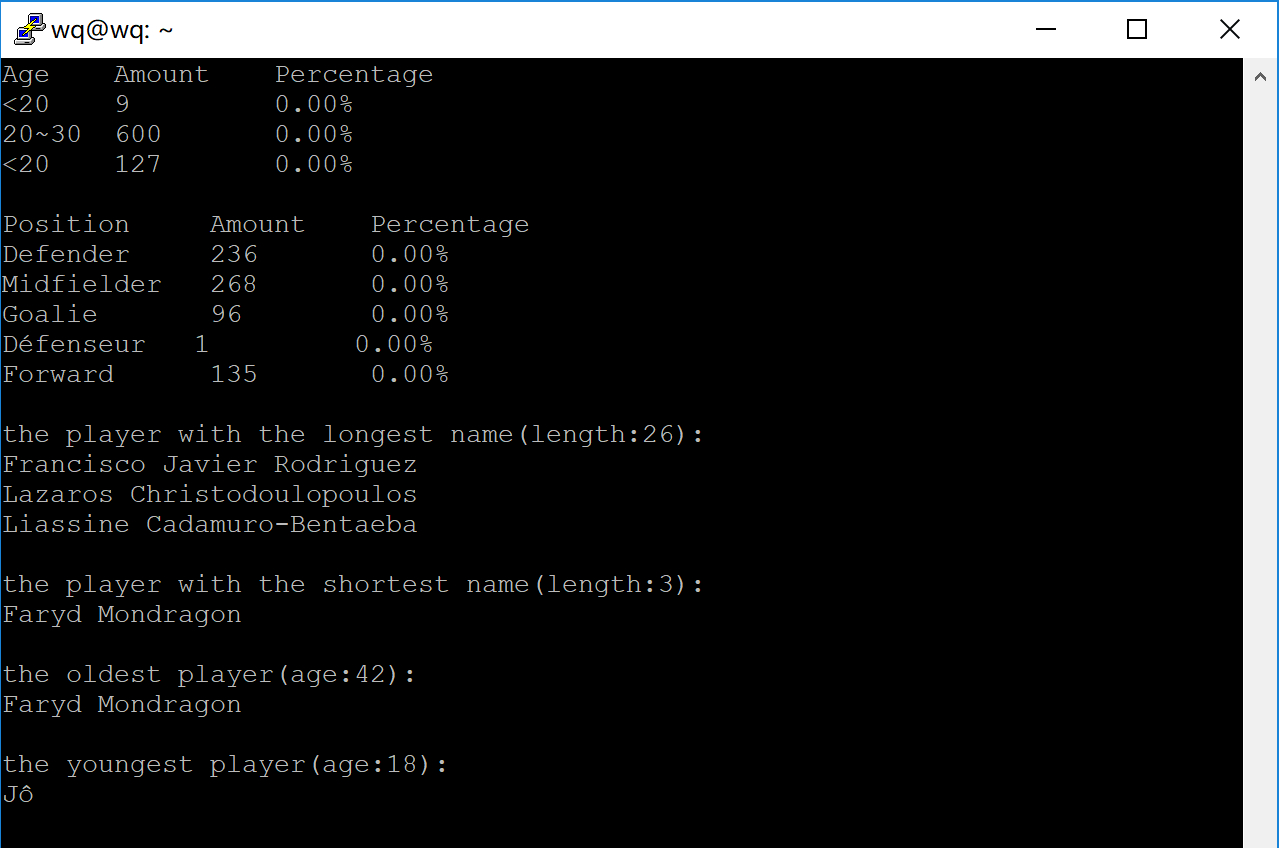 wq@wq: ~
Age Amount Percentage
<20 9 0.00%
20~30 600 0.00%
<20 127 0.00%
Position Amount Percentage
Defender 236 0.00%
Midfielder 268 0.00%
Goalie 96 0.00%
Défenseur 1 0.00%
Forward 135 0.00%
the player with the longest name(length:26):
Francisco Javier Rodriguez
Lazaros Christodoulopoulos
Liassine Cadamuro-Bentaeba
the player with the shortest name(length:3):
Faryd Mondragon
the oldest player(age:42):
Faryd Mondragon
the youngest player(age:18):
Jô